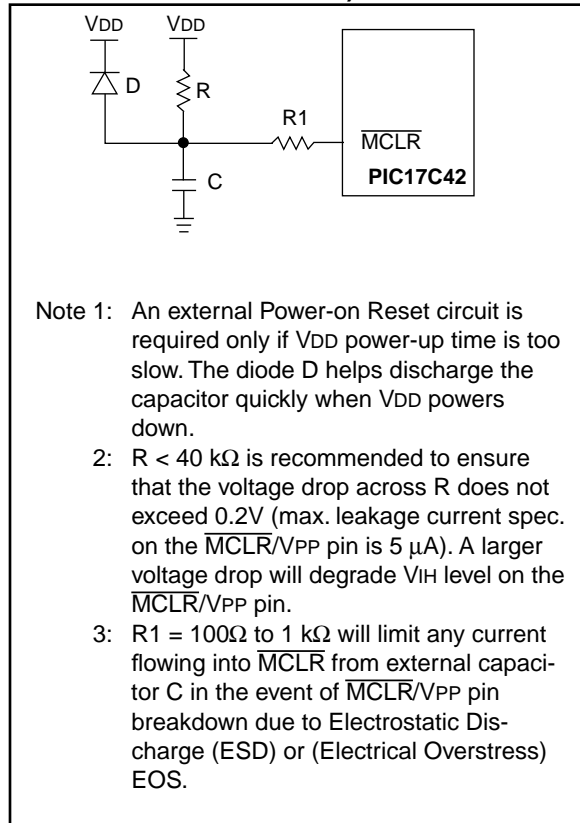 VDD VDD
D
R
R1
MCLR
PIC17C42
C
Note 1: An external Power-on Reset circuit is
required only if VDD power-up time is too
slow. The diode D helps discharge the
capacitor quickly when VDD powers
down.
2: R < 40 kΩ is recommended to ensure
that the voltage drop across R does not
exceed 0.2V (max. leakage current spec.
on the MCLR/VPP pin is 5 μA). A larger
voltage drop will degrade VIH level on the
MCLR/VPP pin.
3: R1 = 100Ω to 1 kΩ will limit any current
flowing into MCLR from external capaci-
tor C in the event of MCLR/VPP pin
breakdown due to Electrostatic Dis-
charge (ESD) or (Electrical Overstress)
EOS.